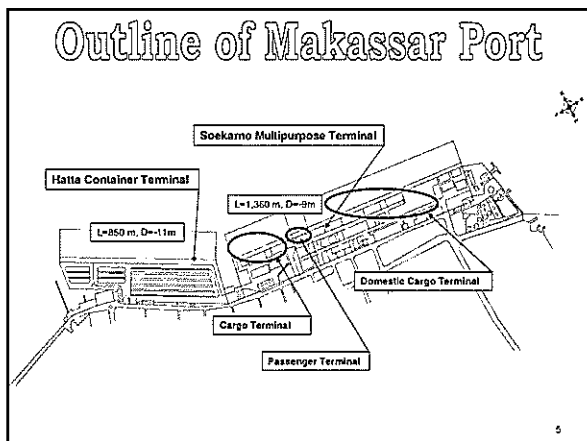 Outline of Makassar Port
Soekarno Multipurpose Terminal
Hatta Container Terminal
L=1,360 m, D=-9m
L=850 m, D=-11m
Domestic Cargo Terminal
Cargo Terminal
Passenger Terminal
5